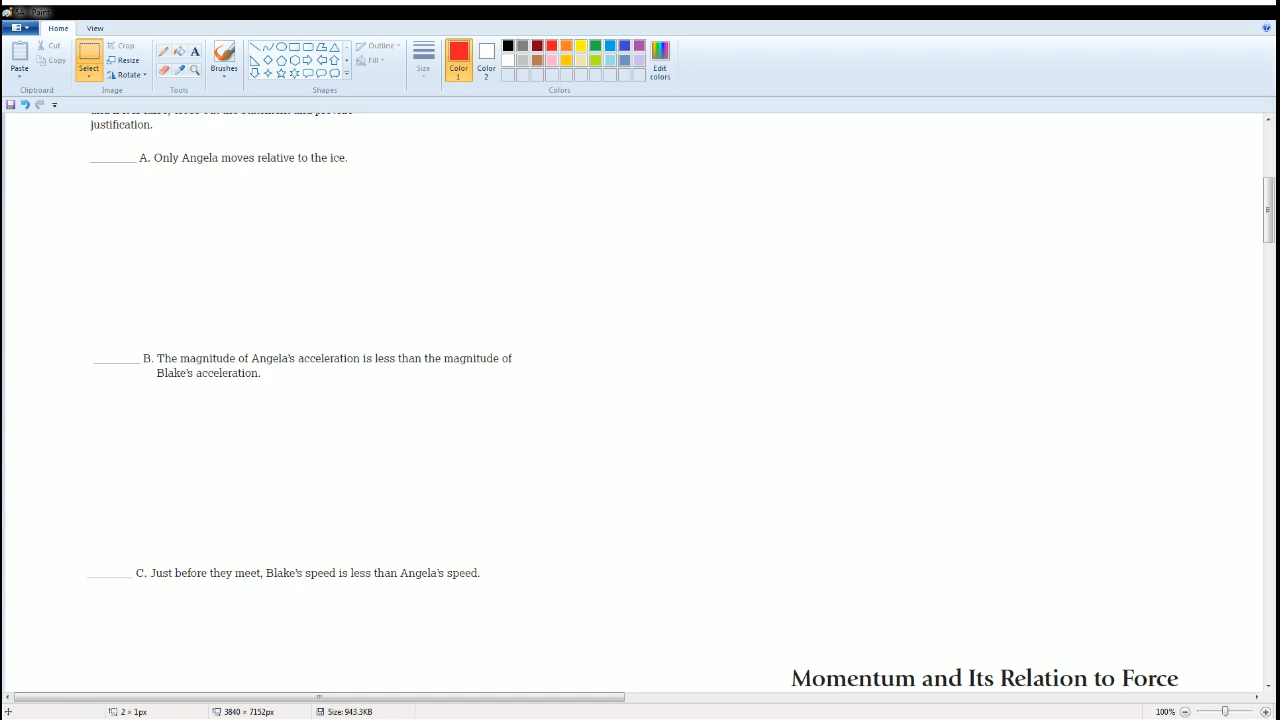 5A - Paint
Home
View
Paste
Cut
Copy
Clipboard
Select
Crop
Resize
Rotate
Image
A
Tools
Brushes
Outline
Fill
Shapes
Size
Color
1
Color
2
Edit
colors
Colors
justification.
________ A. Only Angela moves relative to the ice.
________ B. The magnitude of Angela’s acceleration is less than the magnitude of
Blake’s acceleration.
________ C. Just before they meet, Blake’s speed is less than Angela’s speed.
Momentum and Its Relation to Force
2 × 1px
3840 × 7152px
Size: 943.3KB
100%